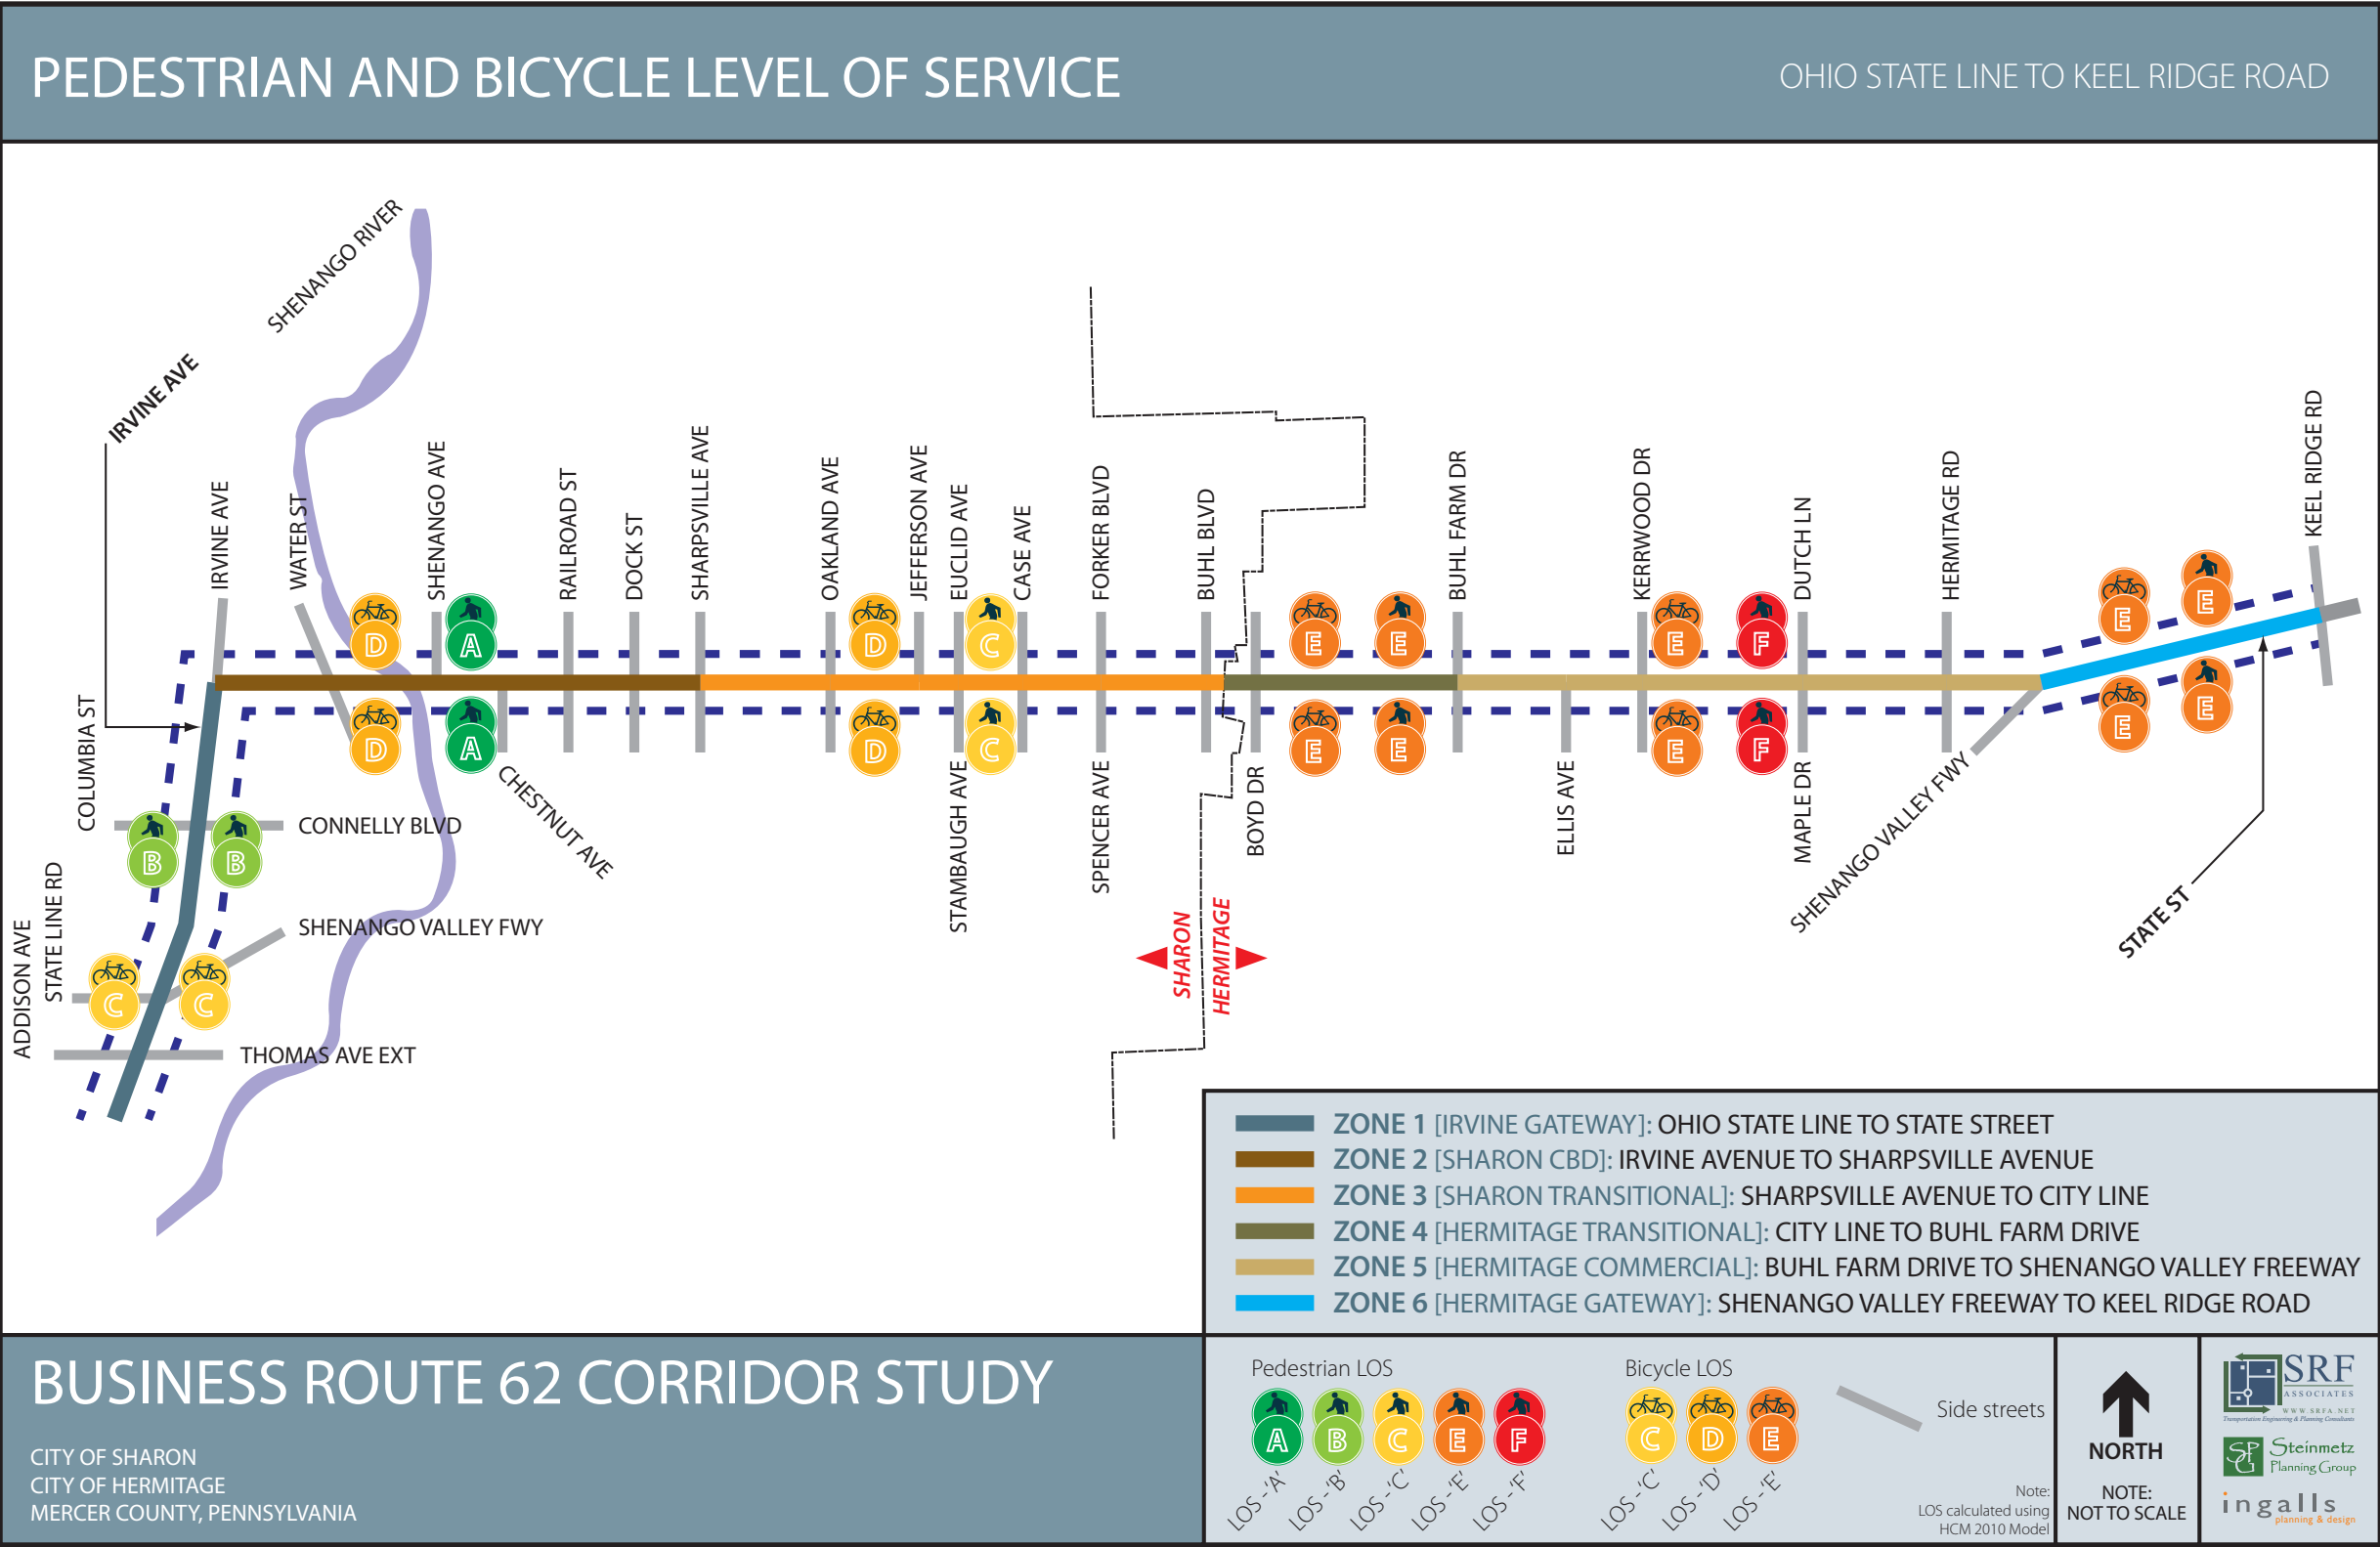 PEDESTRIAN AND BICYCLE LEVEL OF SERVICE
OHIO STATE LINE TO KEEL RIDGE ROAD
SHENANGO RIVER
IRVINE AVE
IRVINE AVE
WATER ST
SHENANGO AVE
RAILROAD ST
DOCK ST
SHARPSVILLE AVE
OAKLAND AVE
JEFFERSON AVE
EUCLID AVE
CASE AVE
FORKER BLVD
BUHL BLVD
BUHL FARM DR
KERRWOOD DR
DUTCH LN
HERMITAGE RD
KEEL RIDGE RD
D
A
D
C
E
E
E
F
E
E
D
A
D
C
E
E
E
F
E
E
COLUMBIA ST
CONNELLY BLVD
B
B
CHESTNUT AVE
STAMBAUGH AVE
SPENCER AVE
BOYD DR
ELLIS AVE
MAPLE DR
SHENANGO VALLEY FWY
STATE ST
ADDISON AVE
STATE LINE RD
SHENANGO VALLEY FWY
C
C
THOMAS AVE EXT
SHARON
HERMITAGE
ZONE 1 [IRVINE GATEWAY]: OHIO STATE LINE TO STATE STREET
ZONE 2 [SHARON CBD]: IRVINE AVENUE TO SHARPSVILLE AVENUE
ZONE 3 [SHARON TRANSITIONAL]: SHARPSVILLE AVENUE TO CITY LINE
ZONE 4 [HERMITAGE TRANSITIONAL]: CITY LINE TO BUHL FARM DRIVE
ZONE 5 [HERMITAGE COMMERCIAL]: BUHL FARM DRIVE TO SHENANGO VALLEY FREEWAY
ZONE 6 [HERMITAGE GATEWAY]: SHENANGO VALLEY FREEWAY TO KEEL RIDGE ROAD
BUSINESS ROUTE 62 CORRIDOR STUDY
CITY OF SHARON
CITY OF HERMITAGE
MERCER COUNTY, PENNSYLVANIA
Pedestrian LOS
A
B
C
E
F
LOS - 'A'
LOS - 'B'
LOS - 'C'
LOS - 'E'
LOS - 'F'
Bicycle LOS
C
D
E
LOS - 'C'
LOS - 'D'
LOS - 'E'
Side streets
Note:
LOS calculated using
HCM 2010 Model
NORTH
NOTE:
NOT TO SCALE
SRF
ASSOCIATES
WWW.SRFA.NET
Transportation Engineering & Planning Consultants
SPG
Steinmetz
Planning Group
ingalls
planning & design